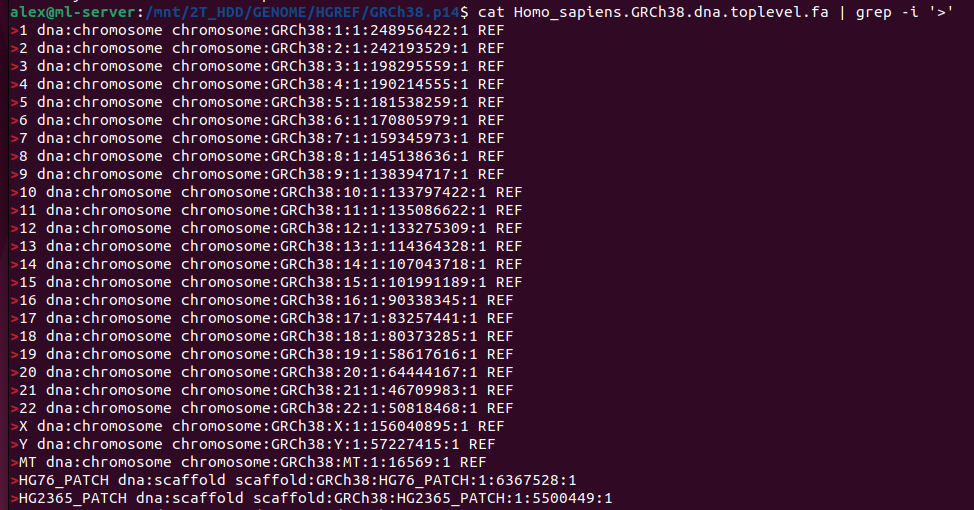 alex@ml-server:/mnt/2T_HDD/GENOME/HGREF/GRCh38.p14$ cat Homo_sapiens.GRCh38.dna.toplevel.fa | grep -i '>'
>1 dna:chromosome chromosome:GRCh38:1:1:248956422:1 REF
>2 dna:chromosome chromosome:GRCh38:2:1:242193529:1 REF
>3 dna:chromosome chromosome:GRCh38:3:1:198295559:1 REF
>4 dna:chromosome chromosome:GRCh38:4:1:190214555:1 REF
>5 dna:chromosome chromosome:GRCh38:5:1:181538259:1 REF
>6 dna:chromosome chromosome:GRCh38:6:1:170805979:1 REF
>7 dna:chromosome chromosome:GRCh38:7:1:159345973:1 REF
>8 dna:chromosome chromosome:GRCh38:8:1:145138636:1 REF
>9 dna:chromosome chromosome:GRCh38:9:1:138394717:1 REF
>10 dna:chromosome chromosome:GRCh38:10:1:133797422:1 REF
>11 dna:chromosome chromosome:GRCh38:11:1:135086622:1 REF
>12 dna:chromosome chromosome:GRCh38:12:1:133275309:1 REF
>13 dna:chromosome chromosome:GRCh38:13:1:114364328:1 REF
>14 dna:chromosome chromosome:GRCh38:14:1:107043718:1 REF
>15 dna:chromosome chromosome:GRCh38:15:1:101991189:1 REF
>16 dna:chromosome chromosome:GRCh38:16:1:90338345:1 REF
>17 dna:chromosome chromosome:GRCh38:17:1:83257441:1 REF
>18 dna:chromosome chromosome:GRCh38:18:1:80373285:1 REF
>19 dna:chromosome chromosome:GRCh38:19:1:58617616:1 REF
>20 dna:chromosome chromosome:GRCh38:20:1:64444167:1 REF
>21 dna:chromosome chromosome:GRCh38:21:1:46709983:1 REF
>22 dna:chromosome chromosome:GRCh38:22:1:50818468:1 REF
>X dna:chromosome chromosome:GRCh38:X:1:156040895:1 REF
>Y dna:chromosome chromosome:GRCh38:Y:1:57227415:1 REF
>MT dna:chromosome chromosome:GRCh38:MT:1:16569:1 REF
>HG76_PATCH dna:scaffold scaffold:GRCh38:HG76_PATCH:1:6367528:1
>HG2365_PATCH dna:scaffold scaffold:GRCh38:HG2365_PATCH:1:5500449:1